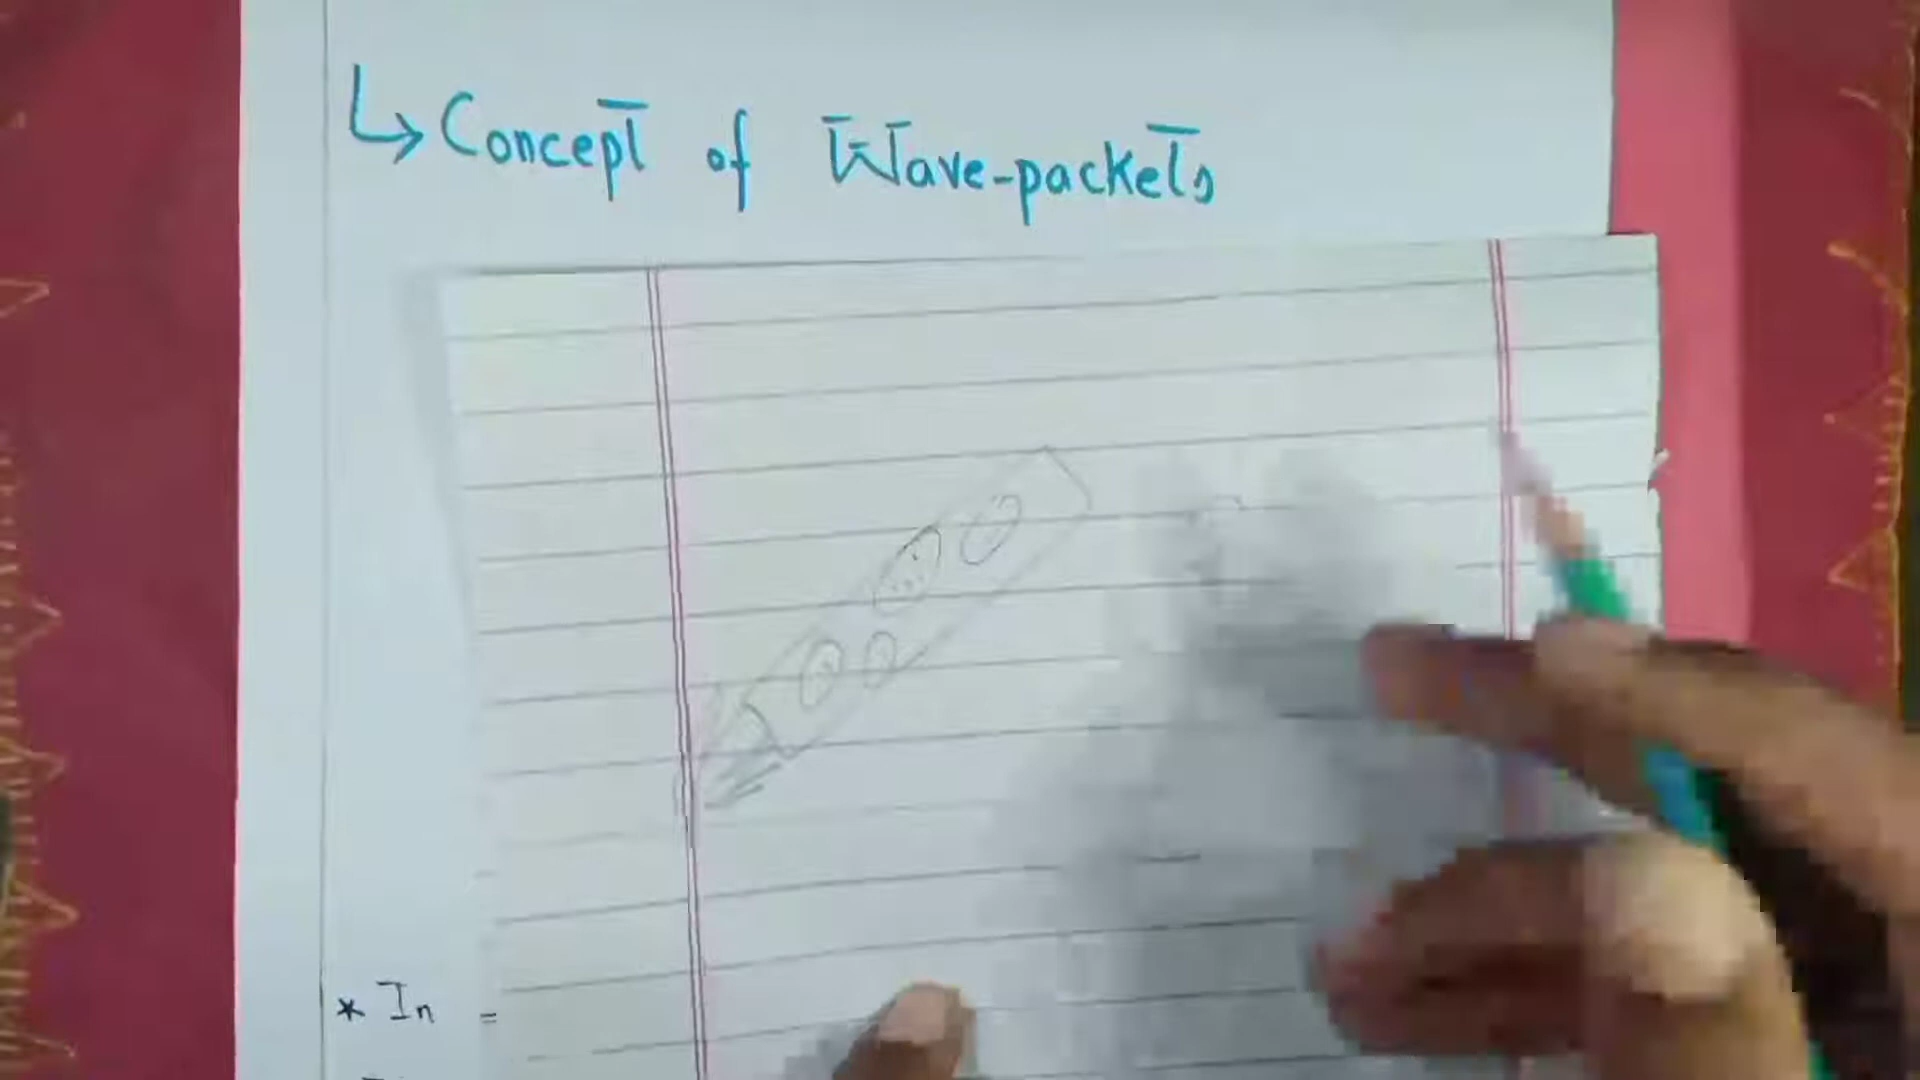 ↳ Concept of Wave-packets
* In =